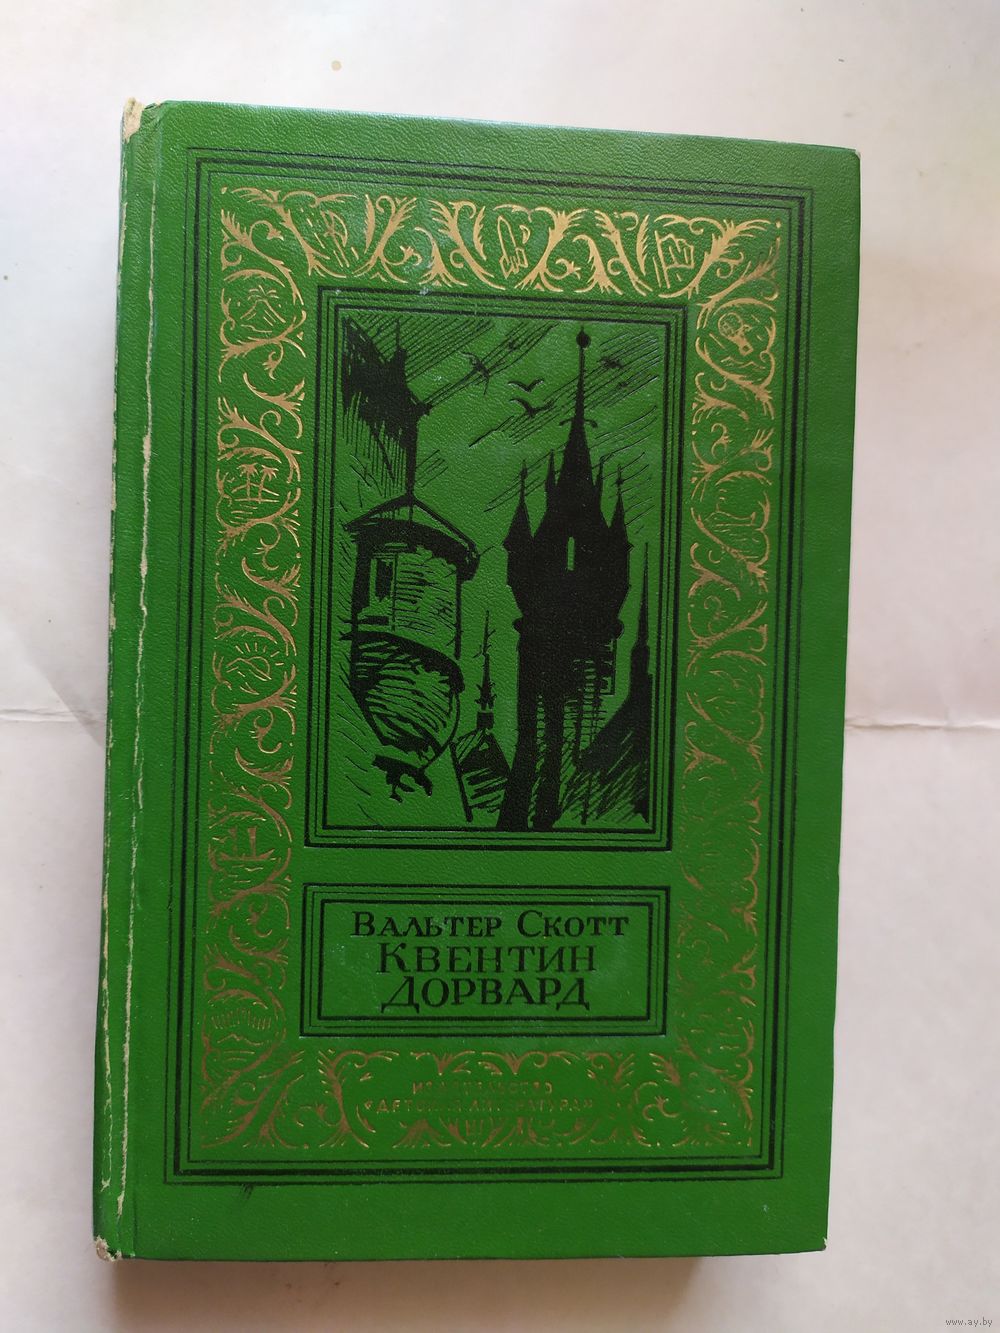 Вальтер Скотт
Квентин
Дорвард
Издательство
«Детская литература»
www.ay.by